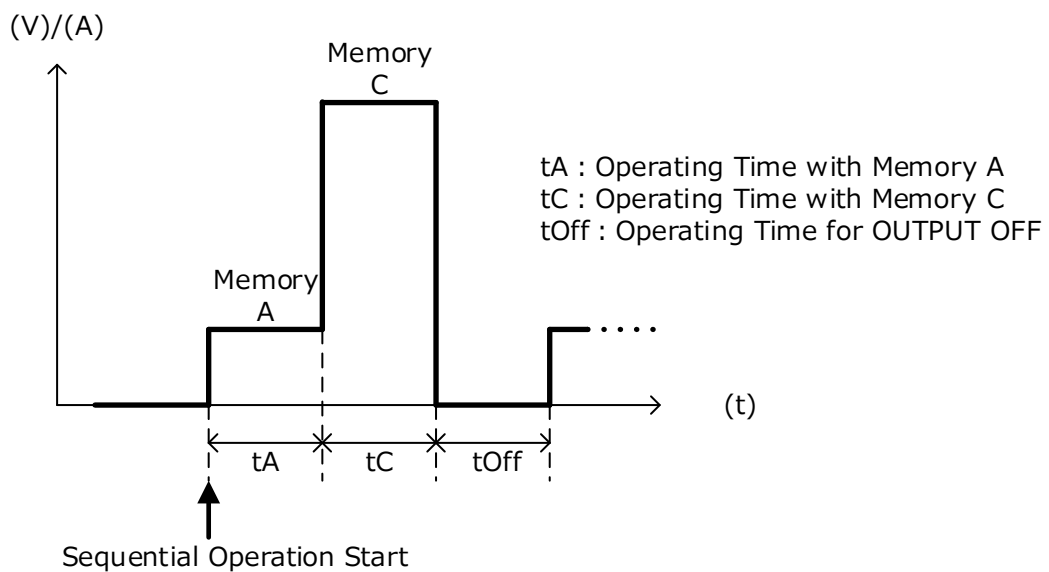 (V)/(A)
Memory
C
tA : Operating Time with Memory A
tC : Operating Time with Memory C
tOff : Operating Time for OUTPUT OFF
Memory
A
(t)
tA
tC
tOff
Sequential Operation Start